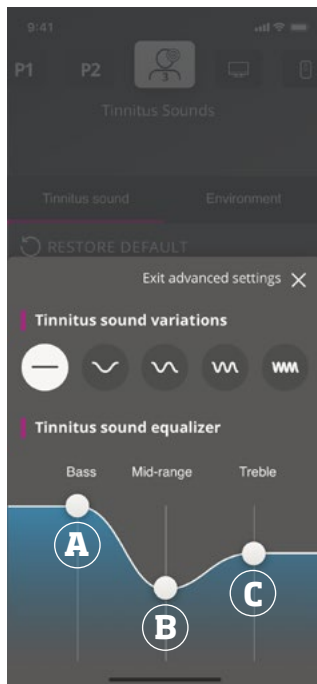 9:41
P1 P2 3
Tinnitus Sounds
Tinnitus sound Environment
RESTORE DEFAULT
Exit advanced settings
Tinnitus sound variations
Tinnitus sound equalizer
Bass Mid-range Treble
A
B
C